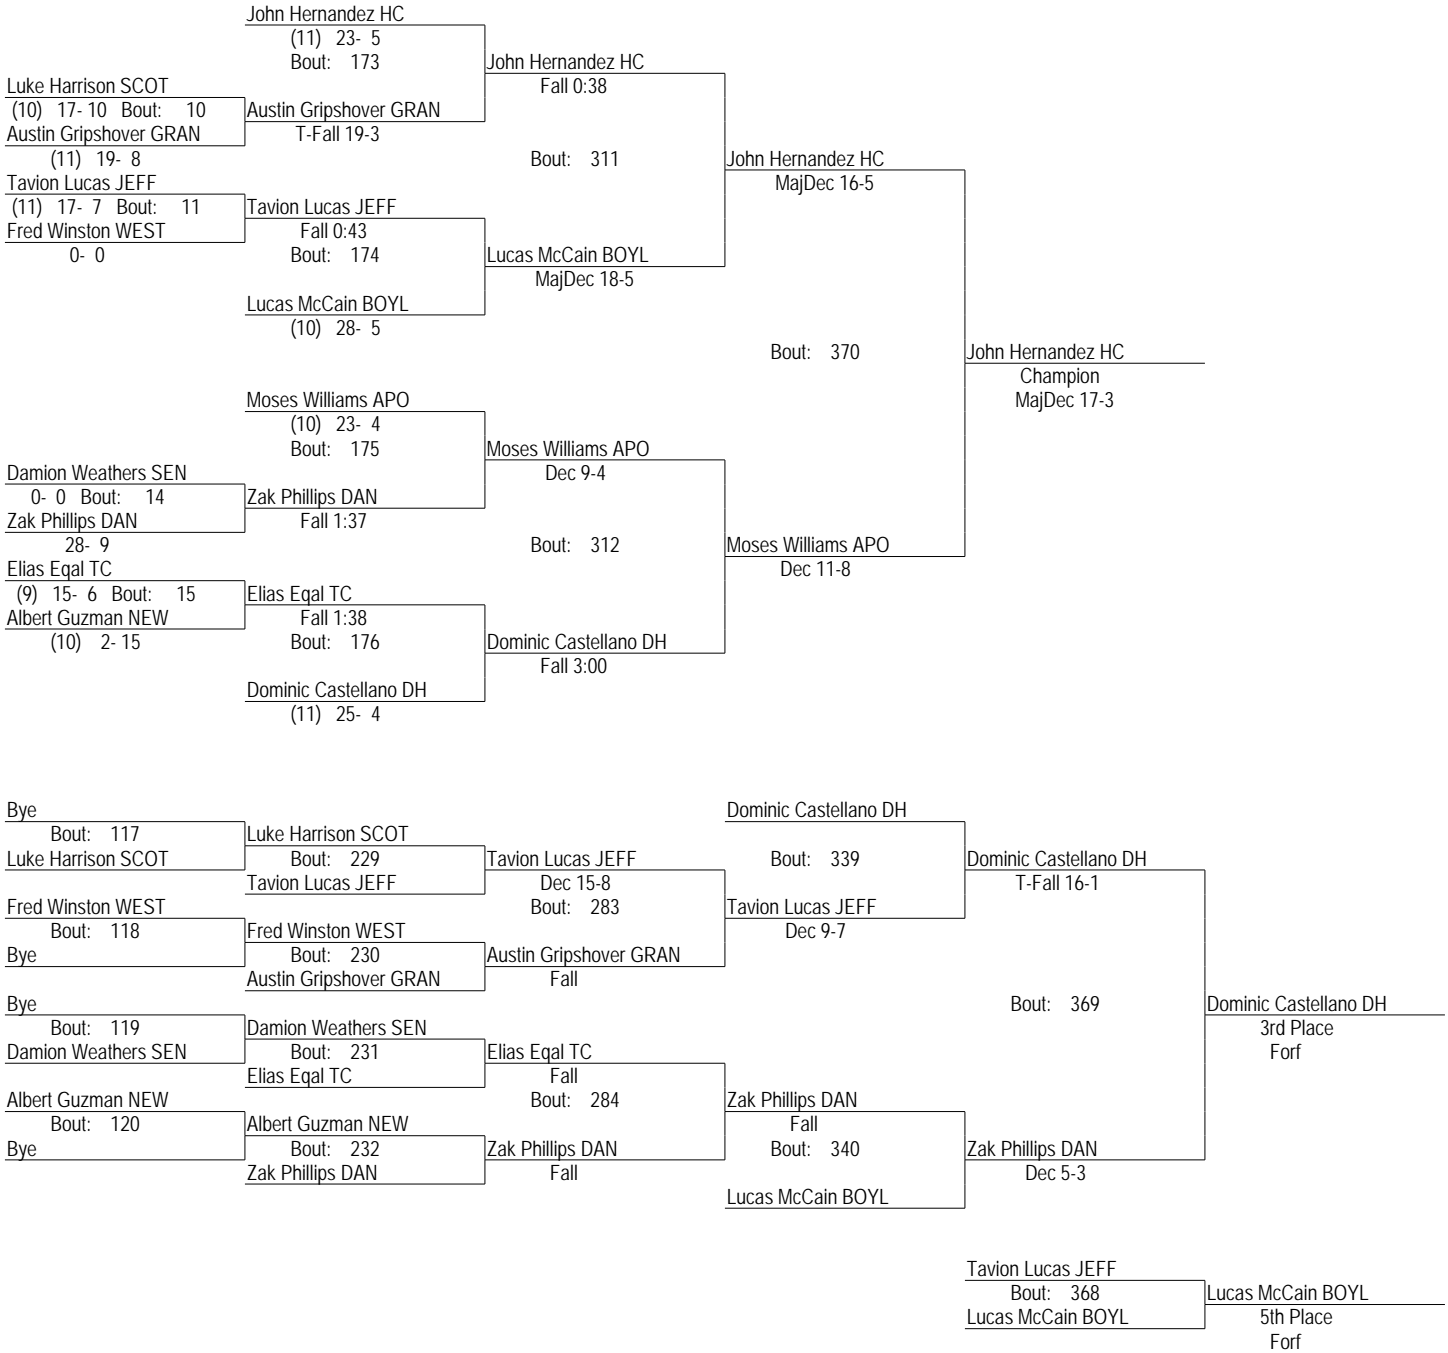 John Hernandez HC
(11) 23- 5
Bout: 173
John Hernandez HC
Fall 0:38
Luke Harrison SCOT
(10) 17- 10 Bout: 10
Austin Gripshover GRAN
Austin Gripshover GRAN
T-Fall 19-3
(11) 19- 8
Bout: 311
John Hernandez HC
MajDec 16-5
Tavion Lucas JEFF
(11) 17- 7 Bout: 11
Tavion Lucas JEFF
Fred Winston WEST
Fall 0:43
0- 0
Bout: 174
Lucas McCain BOYL
MajDec 18-5
Lucas McCain BOYL
(10) 28- 5
Bout: 370
John Hernandez HC
Champion
MajDec 17-3
Moses Williams APO
(10) 23- 4
Bout: 175
Moses Williams APO
Dec 9-4
Damion Weathers SEN
0- 0 Bout: 14
Zak Phillips DAN
Zak Phillips DAN
Fall 1:37
28- 9
Bout: 312
Moses Williams APO
Dec 11-8
Elias Eqal TC
(9) 15- 6 Bout: 15
Elias Eqal TC
Albert Guzman NEW
Fall 1:38
(10) 2- 15
Bout: 176
Dominic Castellano DH
Fall 3:00
Dominic Castellano DH
(11) 25- 4
Bye
Bout: 117
Luke Harrison SCOT
Luke Harrison SCOT
Bout: 229
Tavion Lucas JEFF
Tavion Lucas JEFF
Dec 15-8
Bout: 283
Dominic Castellano DH
Bout: 339
Dominic Castellano DH
T-Fall 16-1
Fred Winston WEST
Bout: 118
Fred Winston WEST
Bye
Bout: 230
Austin Gripshover GRAN
Austin Gripshover GRAN
Fall
Tavion Lucas JEFF
Dec 9-7
Bye
Bout: 119
Damion Weathers SEN
Damion Weathers SEN
Bout: 231
Elias Eqal TC
Elias Eqal TC
Fall
Bout: 284
Bout: 369
Dominic Castellano DH
3rd Place
Forf
Albert Guzman NEW
Bout: 120
Albert Guzman NEW
Bye
Bout: 232
Zak Phillips DAN
Zak Phillips DAN
Fall
Zak Phillips DAN
Fall
Bout: 340
Zak Phillips DAN
Dec 5-3
Lucas McCain BOYL
Tavion Lucas JEFF
Bout: 368
Lucas McCain BOYL
Lucas McCain BOYL
5th Place
Forf